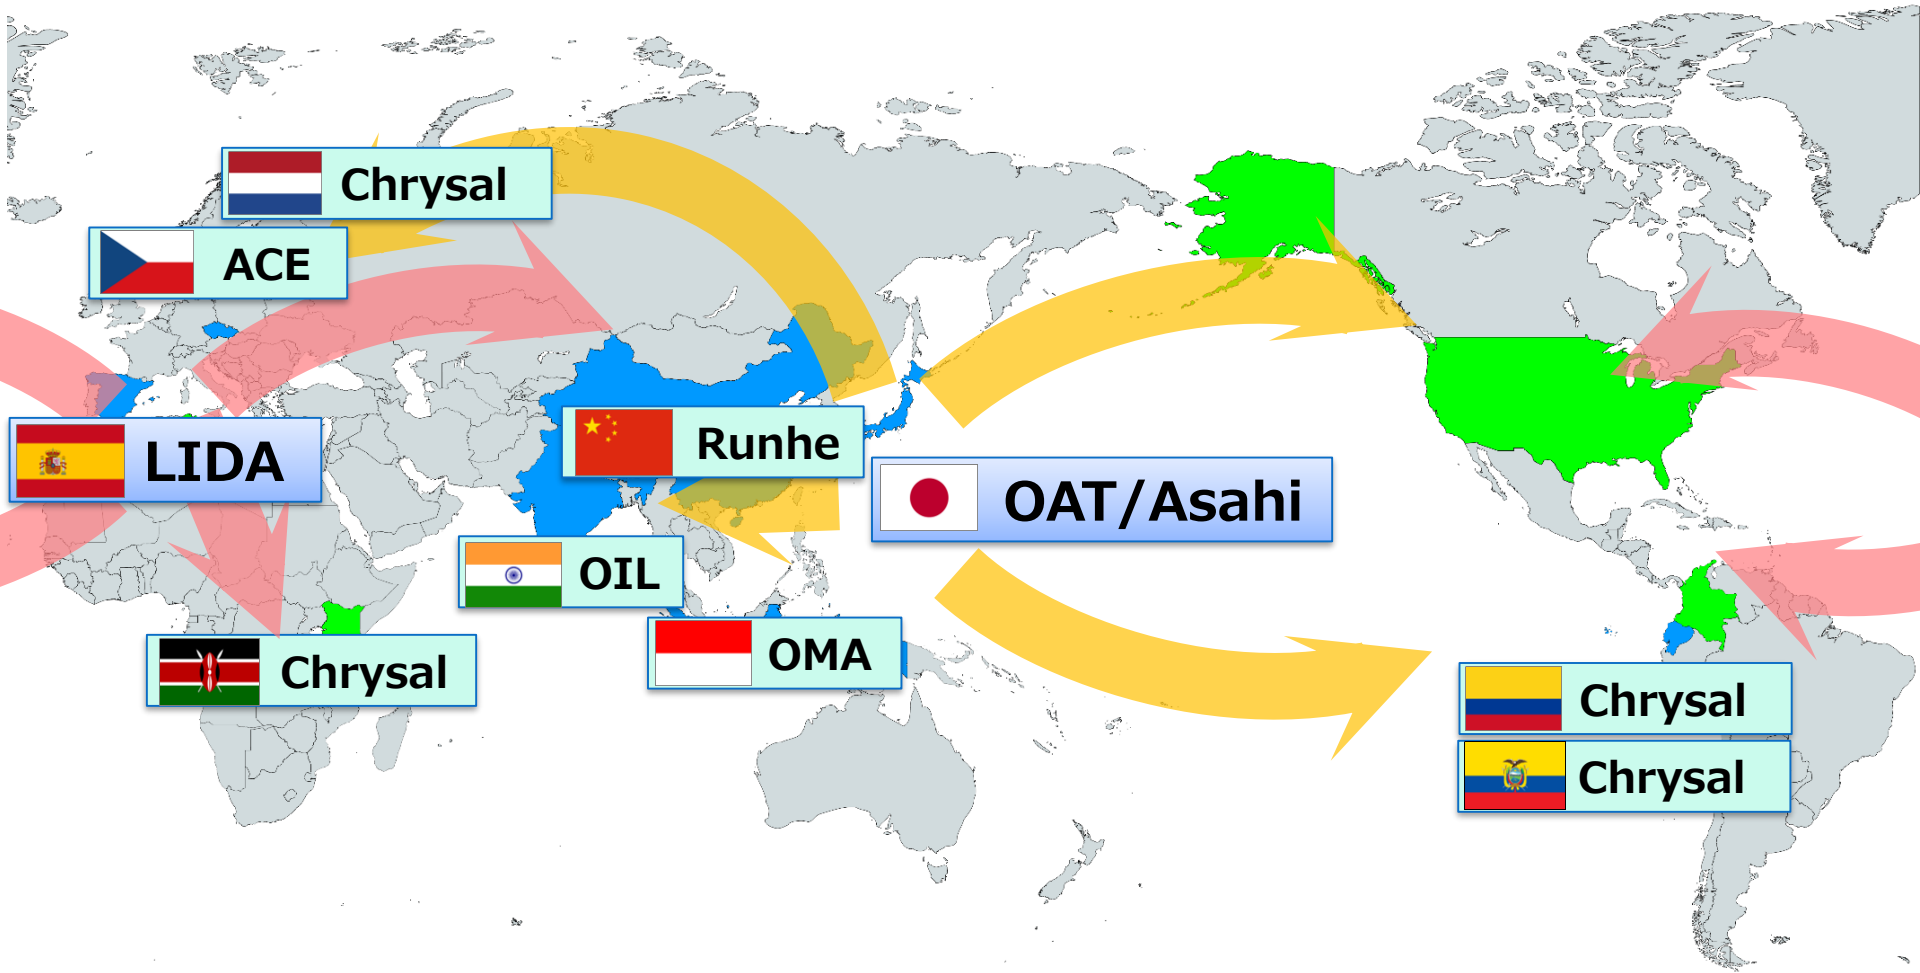 Chrysal
ACE
LIDA
Runhe
OAT/Asahi
OIL
OMA
Chrysal
Chrysal
Chrysal